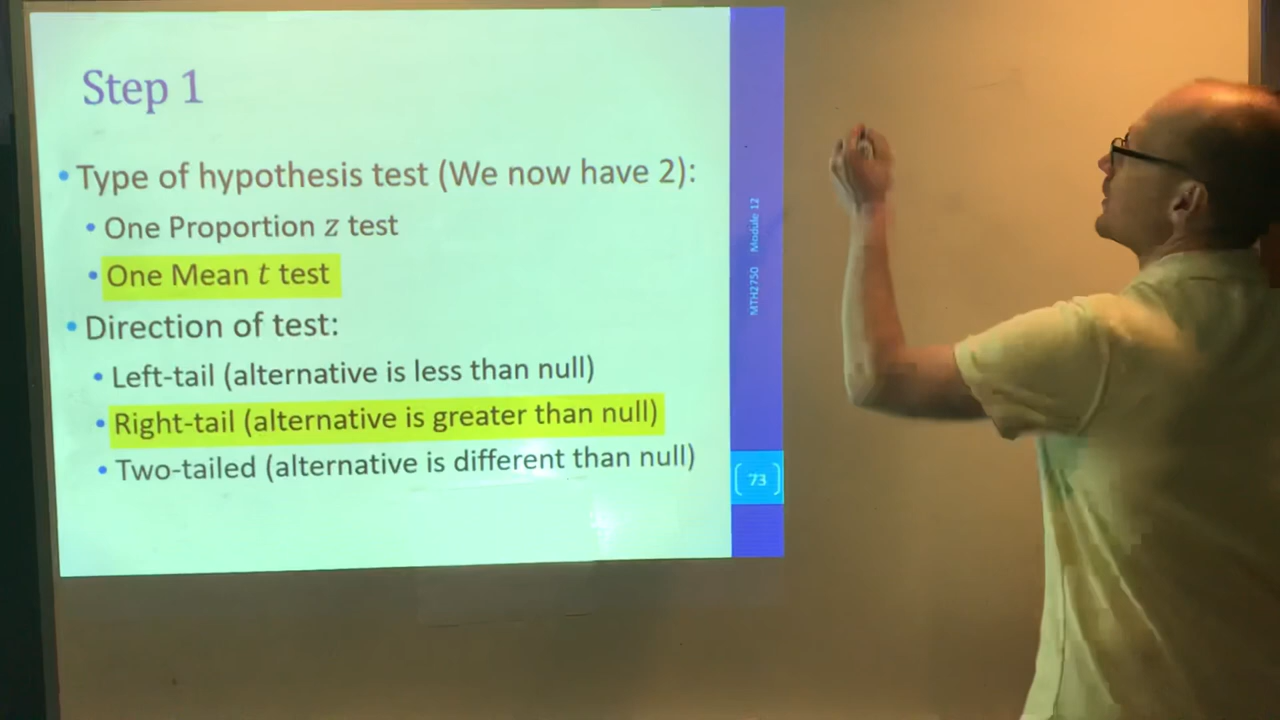 Step 1
• Type of hypothesis test (We now have 2):
• One Proportion z test
• One Mean t test
• Direction of test:
• Left-tail (alternative is less than null)
• Right-tail (alternative is greater than null)
• Two-tailed (alternative is different than null)
MTH2750 Module 12
73